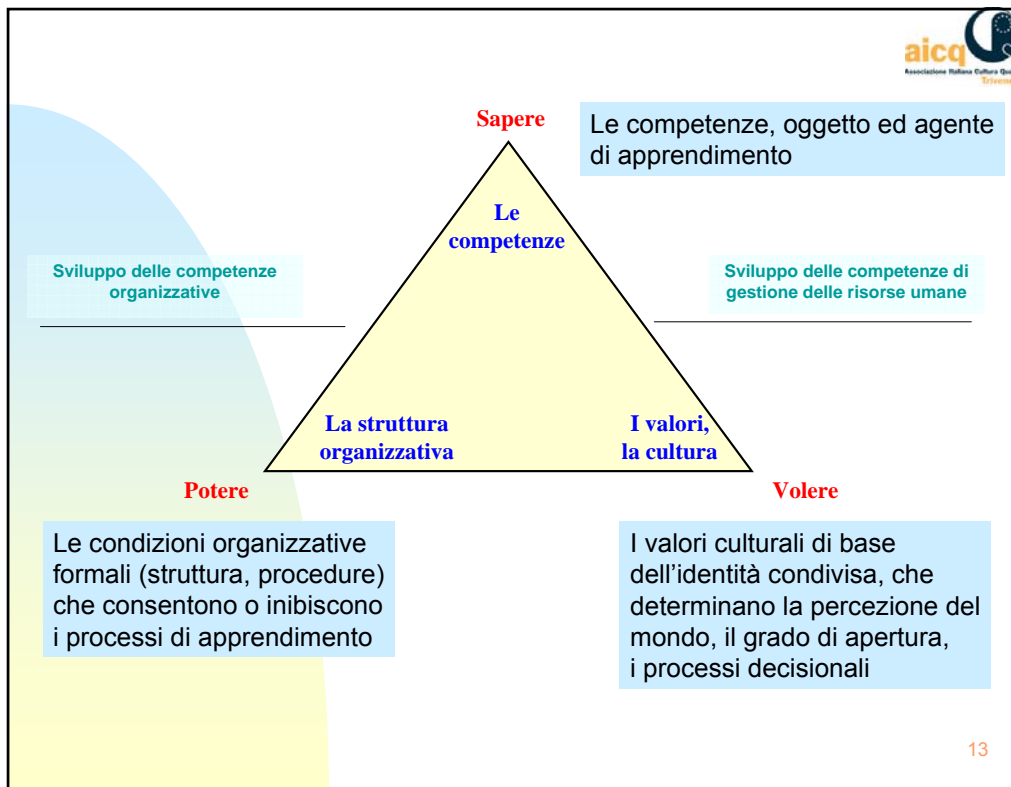 aicq
Associazione Italiana Cultura
Sapere
Le competenze, oggetto ed agente
di apprendimento
Le
competenze
Sviluppo delle competenze
organizzative
Sviluppo delle competenze di
gestione delle risorse umane
La struttura
organizzativa
I valori,
la cultura
Potere
Volere
Le condizioni organizzative
formali (struttura, procedure)
che consentono o inibiscono
i processi di apprendimento
I valori culturali di base
dell'identità condivisa, che
determinano la percezione del
mondo, il grado di apertura,
i processi decisionali
13